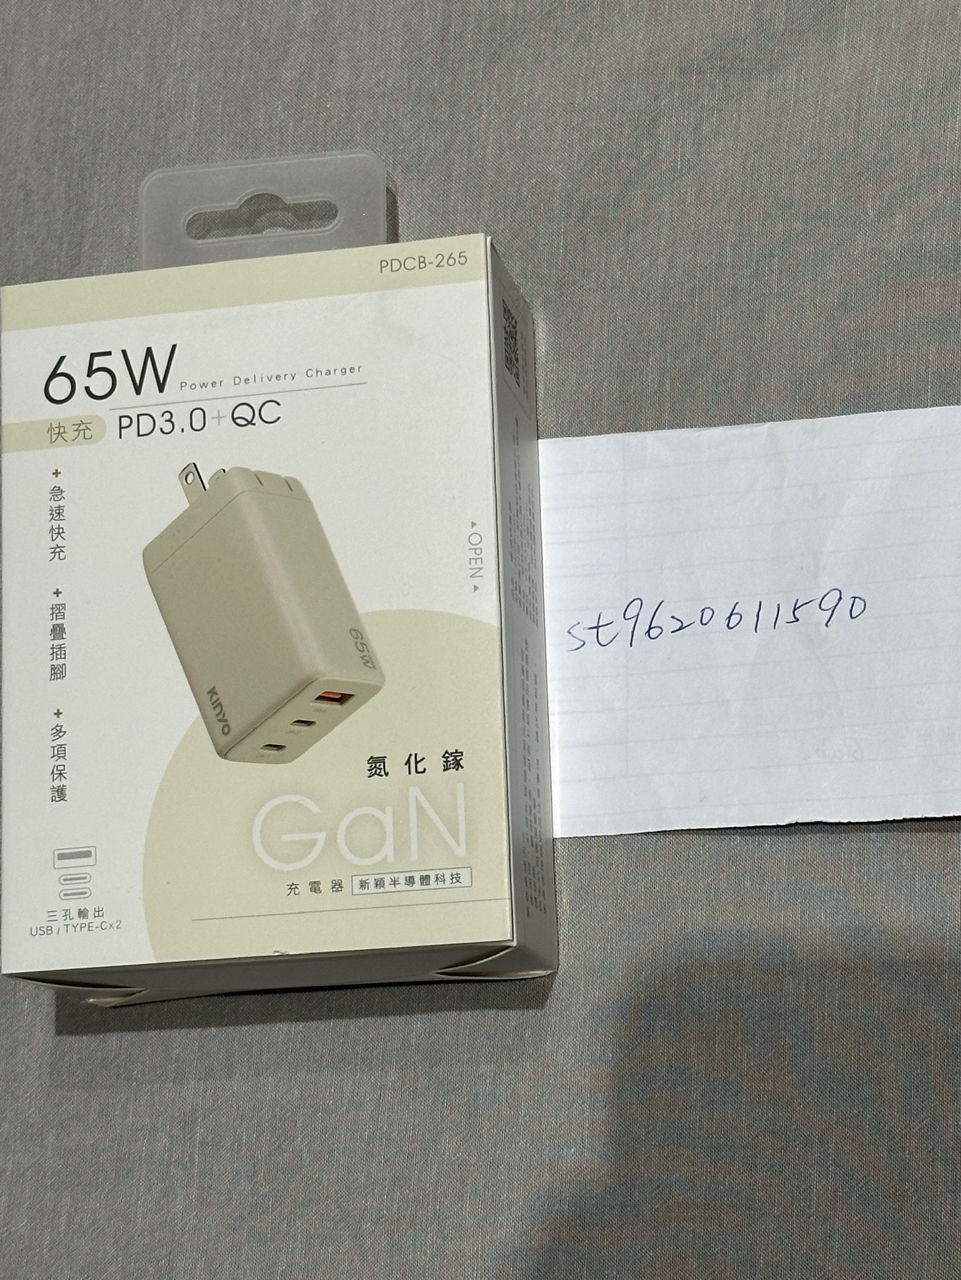 PDCB-265
65W Power Delivery Charger
快充 PD3.0+QC
+急速快充
+摺疊插腳
+多項保護
OPEN
65W
KINYO
氮化鎵
GaN
充電器 新穎半導體科技
三孔輸出
USB / TYPE-Cx2
st9620611590